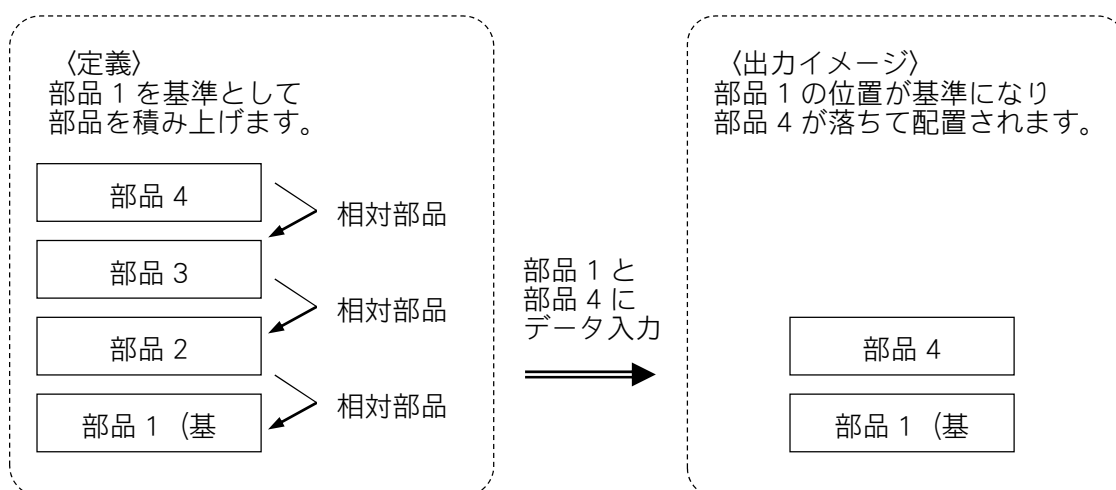 〈定義〉
部品 1 を基準として
部品を積み上げます。
部品 4
相対部品
部品 3
相対部品
部品 2
相対部品
部品 1（基
部品 1 と
部品 4 に
データ入力
〈出力イメージ〉
部品 1 の位置が基準になり
部品 4 が落ちて配置されます。
部品 4
部品 1（基